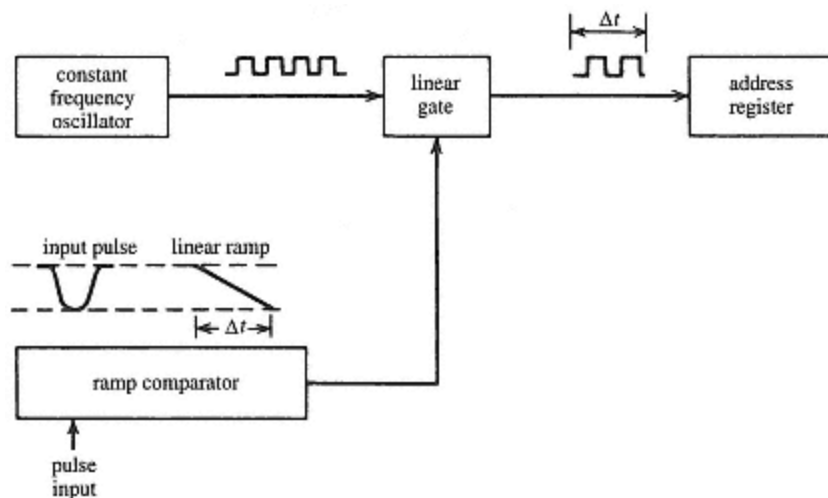 Δt
constant
frequency
oscillator
linear
gate
address
register
input pulse
linear ramp
Δt
ramp comparator
pulse
input